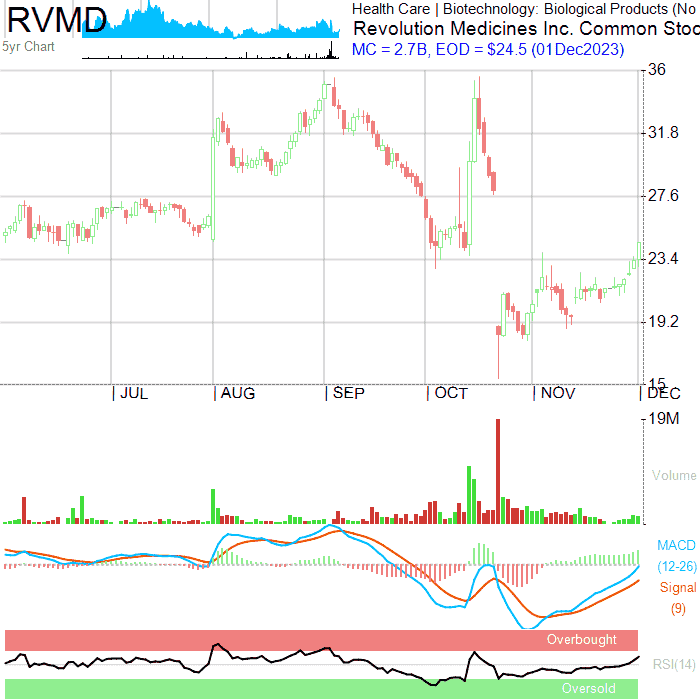 RVMD
5yr Chart
Health Care | Biotechnology: Biological Products (No
Revolution Medicines Inc. Common Stoc
MC = 2.7B, EOD = $24.5 (01Dec2023)
36
31.8
27.6
23.4
19.2
15
| JUL | AUG | SEP | OCT | NOV | DEC
19M
Volume
MACD
(12-26)
Signal
(9)
Overbought
RSI(14)
Oversold